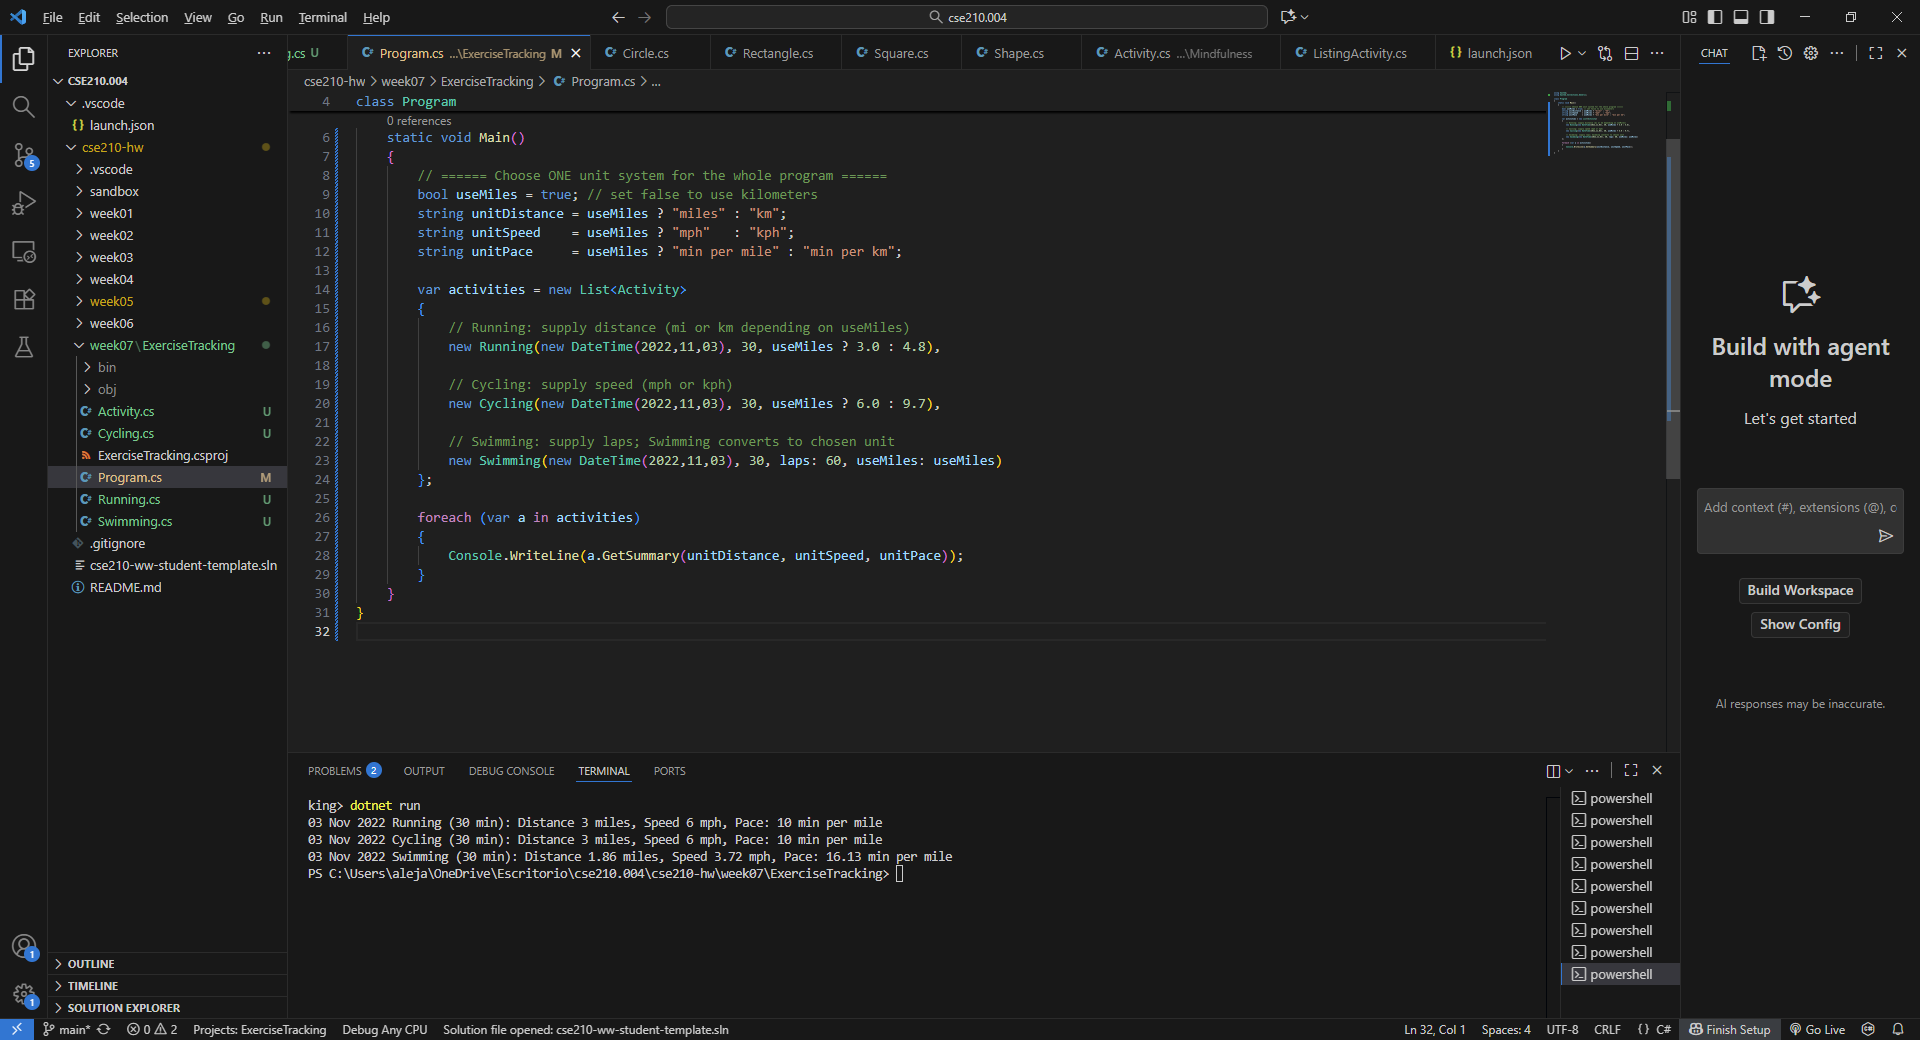 File Edit Selection View Go Run Terminal Help
cse210.004
EXPLORER
CSE210.004
.vscode
launch.json
cse210-hw
.vscode
sandbox
week01
week02
week03
week04
week05
week06
week07\ExerciseTracking
bin
obj
Activity.cs U
Cycling.cs U
ExerciseTracking.csproj
Program.cs M
Running.cs U
Swimming.cs U
.gitignore
cse210-ww-student-template.sln
README.md
OUTLINE
TIMELINE
SOLUTION EXPLORER
g.cs U
Program.cs ...\ExerciseTracking M
Circle.cs
Rectangle.cs
Square.cs
Shape.cs
Activity.cs ...\Mindfulness
ListingActivity.cs
launch.json
cse210-hw > week07 > ExerciseTracking > Program.cs > ...
4 class Program
0 references
6 static void Main()
7 {
8 // ====== Choose ONE unit system for the whole program ======
9 bool useMiles = true; // set false to use kilometers
10 string unitDistance = useMiles ? "miles" : "km";
11 string unitSpeed    = useMiles ? "mph"   : "kph";
12 string unitPace     = useMiles ? "min per mile" : "min per km";
13
14 var activities = new List<Activity>
15 {
16 // Running: supply distance (mi or km depending on useMiles)
17 new Running(new DateTime(2022,11,03), 30, useMiles ? 3.0 : 4.8),
18
19 // Cycling: supply speed (mph or kph)
20 new Cycling(new DateTime(2022,11,03), 30, useMiles ? 6.0 : 9.7),
21
22 // Swimming: supply laps; Swimming converts to chosen unit
23 new Swimming(new DateTime(2022,11,03), 30, laps: 60, useMiles: useMiles)
24 };
25
26 foreach (var a in activities)
27 {
28 Console.WriteLine(a.GetSummary(unitDistance, unitSpeed, unitPace));
29 }
30 }
31 }
32
PROBLEMS 2 OUTPUT DEBUG CONSOLE TERMINAL PORTS
king> dotnet run
03 Nov 2022 Running (30 min): Distance 3 miles, Speed 6 mph, Pace: 10 min per mile
03 Nov 2022 Cycling (30 min): Distance 3 miles, Speed 6 mph, Pace: 10 min per mile
03 Nov 2022 Swimming (30 min): Distance 1.86 miles, Speed 3.72 mph, Pace: 16.13 min per mile
PS C:\Users\aleja\OneDrive\Escritorio\cse210.004\cse210-hw\week07\ExerciseTracking>
powershell
powershell
powershell
powershell
powershell
powershell
powershell
powershell
powershell
CHAT
Build with agent
mode
Let's get started
Add context (#), extensions (@), c
Build Workspace
Show Config
AI responses may be inaccurate.
5
1
1
main* 0 2 Projects: ExerciseTracking Debug Any CPU Solution file opened: cse210-ww-student-template.sln
Ln 32, Col 1 Spaces: 4 UTF-8 CRLF {} C# Finish Setup Go Live